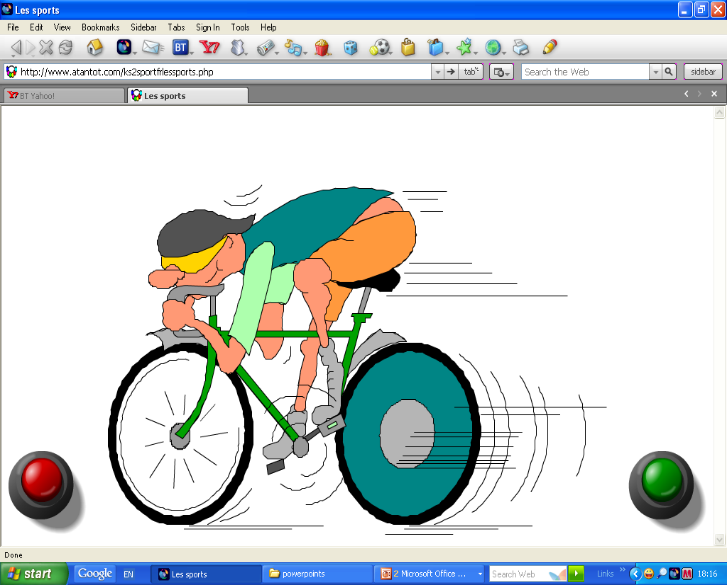 Les sports
File Edit View Bookmarks Sidebar Tabs Sign In Tools Help
BT Y!
http://www.atantot.com/ks2sportfriessports.php tab Search the Web sidebar
Y! BT Yahoo! Les sports
Done
start Google EN Les sports powerpoints 2 Microsoft Office ... Search Web Links 18:16